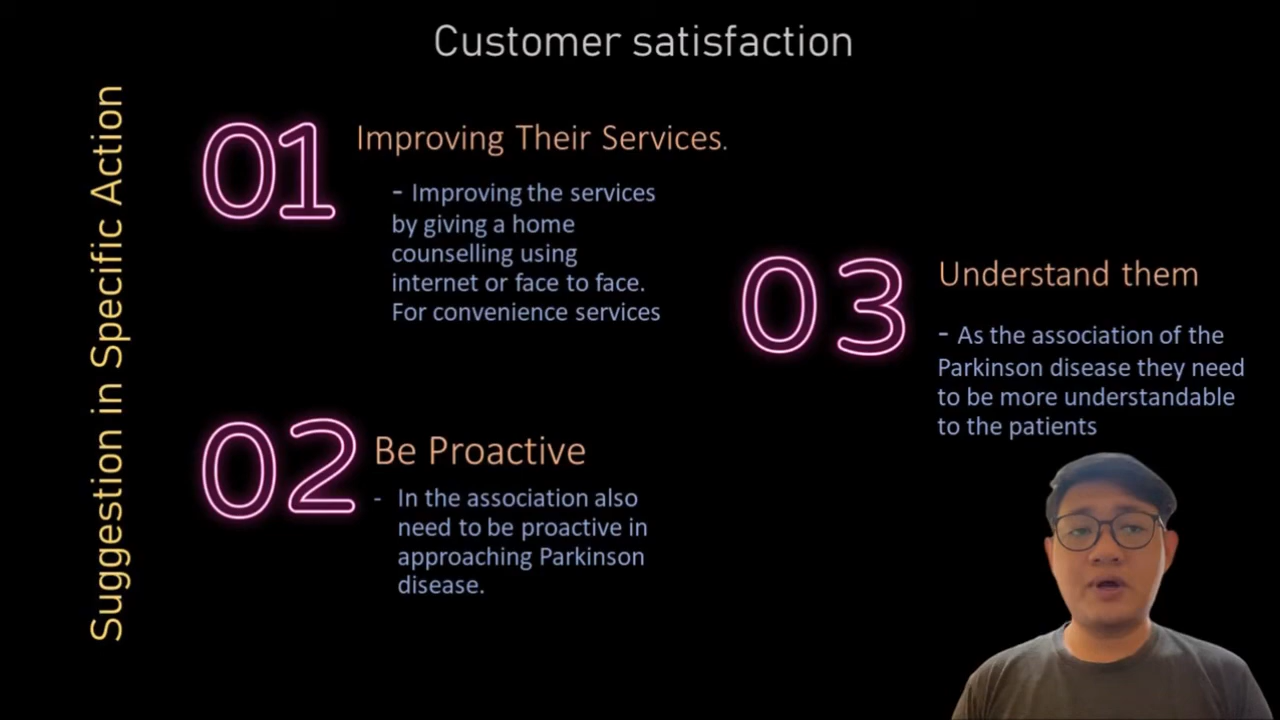 Customer satisfaction
Suggestion in Specific Action
01
Improving Their Services.
- Improving the services
by giving a home
counselling using
internet or face to face.
For convenience services
02
Be Proactive
- In the association also
need to be proactive in
approaching Parkinson
disease.
03
Understand them
- As the association of the
Parkinson disease they need
to be more understandable
to the patients